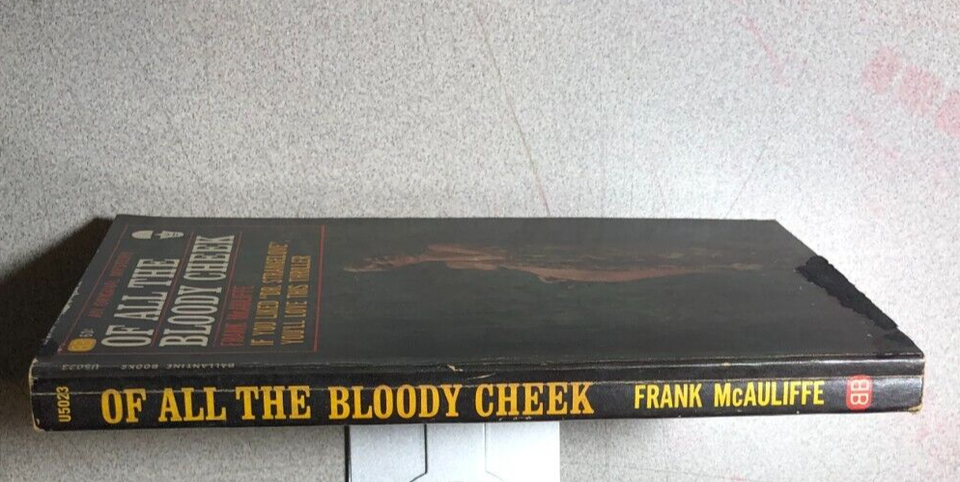 OF ALL THE
BLOODY CHEEK
FRANK McAULIFFE
IF YOU LIKED "DR. STRANGELOVE"
YOU'LL LOVE THIS THRILLER
U5023 BALLANTINE BOOKS
U5023 OF ALL THE BLOODY CHEEK FRANK McAULIFFE BB